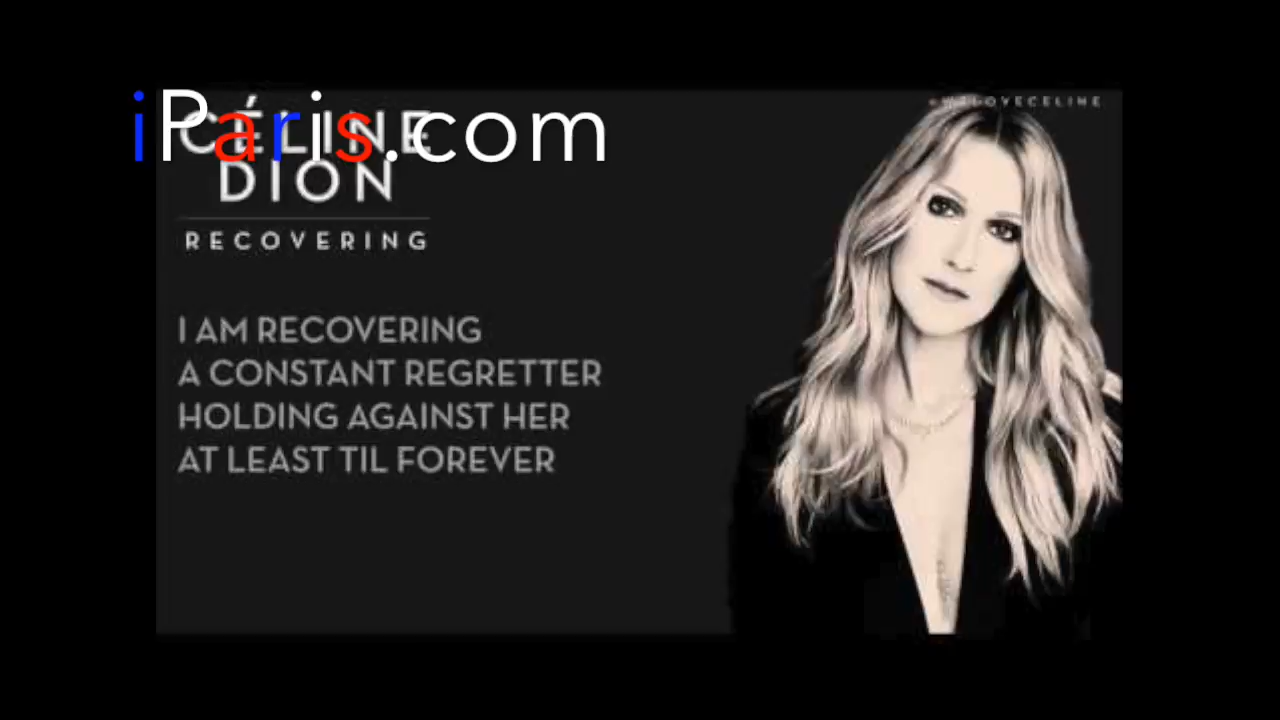 iParis.com
CÉLINE
DION
RECOVERING
I AM RECOVERING
A CONSTANT REGRETTER
HOLDING AGAINST HER
AT LEAST TIL FOREVER